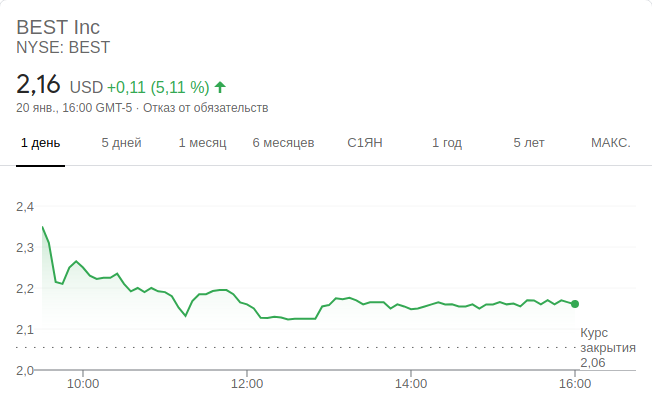 BEST Inc
NYSE: BEST
2,16 USD +0,11 (5,11 %)
20 янв., 16:00 GMT-5 · Отказ от обязательств
1 день 5 дней 1 месяц 6 месяцев С1ЯН 1 год 5 лет МАКС.
2,4
2,3
2,2
2,1
Курс
закрытия
2,06
2,0
10:00 12:00 14:00 16:00